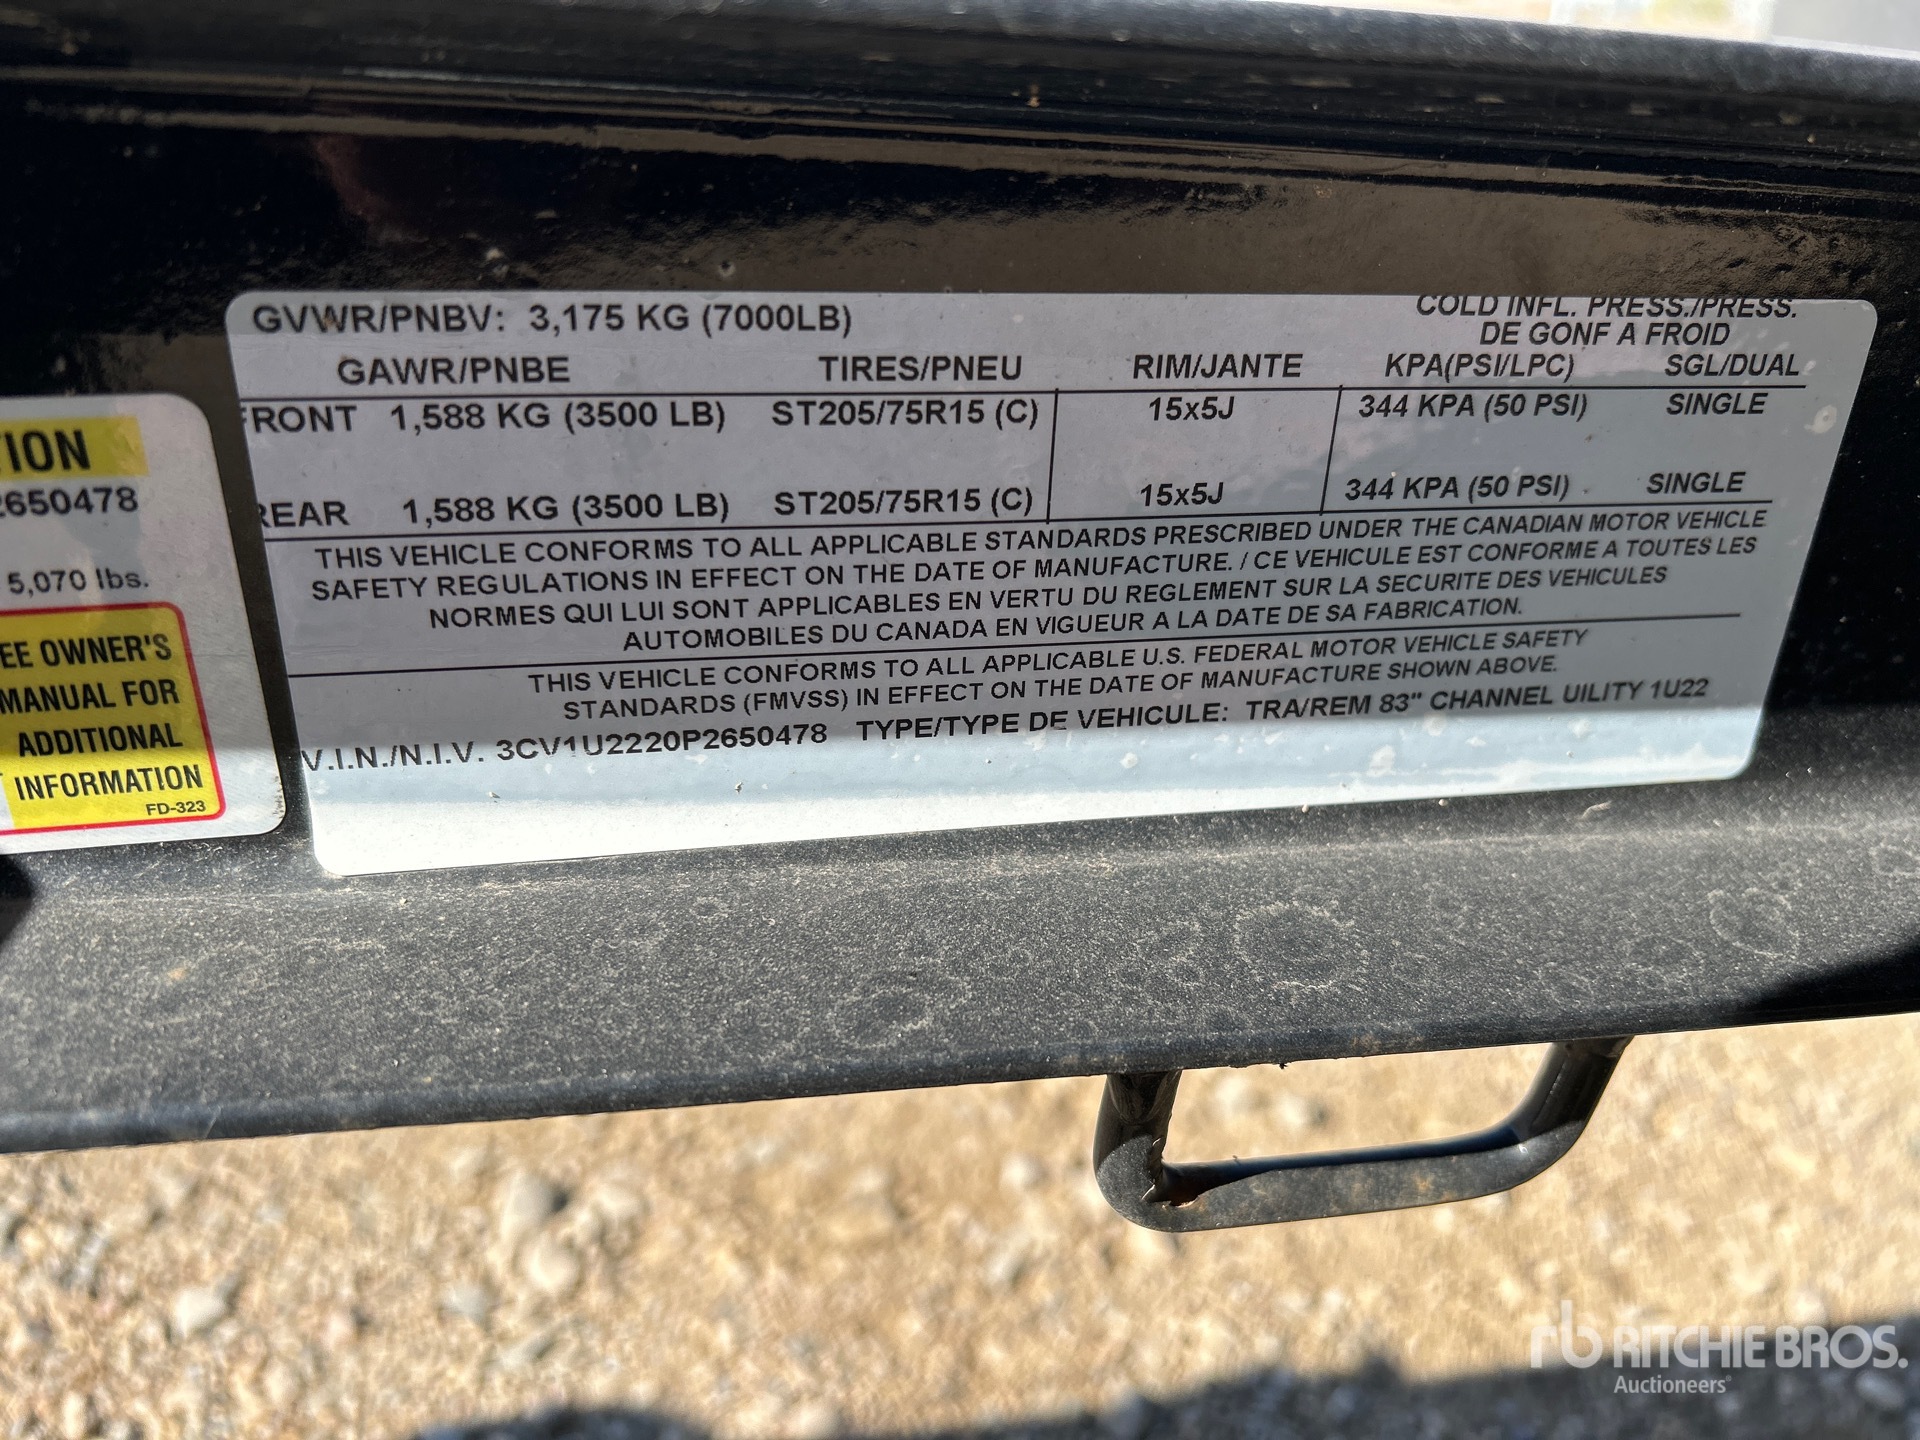 GVWR/PNBV: 3,175 KG (7000LB)
COLD INFL. PRESS./PRESS.
DE GONF A FROID
GAWR/PNBE TIRES/PNEU RIM/JANTE KPA(PSI/LPC) SGL/DUAL
FRONT 1,588 KG (3500 LB) ST205/75R15 (C) 15x5J 344 KPA (50 PSI) SINGLE
REAR 1,588 KG (3500 LB) ST205/75R15 (C) 15x5J 344 KPA (50 PSI) SINGLE
THIS VEHICLE CONFORMS TO ALL APPLICABLE STANDARDS PRESCRIBED UNDER THE CANADIAN MOTOR VEHICLE
SAFETY REGULATIONS IN EFFECT ON THE DATE OF MANUFACTURE. / CE VEHICULE EST CONFORME A TOUTES LES
NORMES QUI LUI SONT APPLICABLES EN VERTU DU REGLEMENT SUR LA SECURITE DES VEHICULES
AUTOMOBILES DU CANADA EN VIGUEUR A LA DATE DE SA FABRICATION.
THIS VEHICLE CONFORMS TO ALL APPLICABLE U.S. FEDERAL MOTOR VEHICLE SAFETY
STANDARDS (FMVSS) IN EFFECT ON THE DATE OF MANUFACTURE SHOWN ABOVE.
V.I.N./N.I.V. 3CV1U2220P2650478 TYPE/TYPE DE VEHICULE: TRA/REM 83" CHANNEL UILITY 1U22
TION
2650478
5,070 lbs.
EE OWNER'S
MANUAL FOR
ADDITIONAL
INFORMATION
FD-323
rb RITCHIE BROS.
Auctioneers